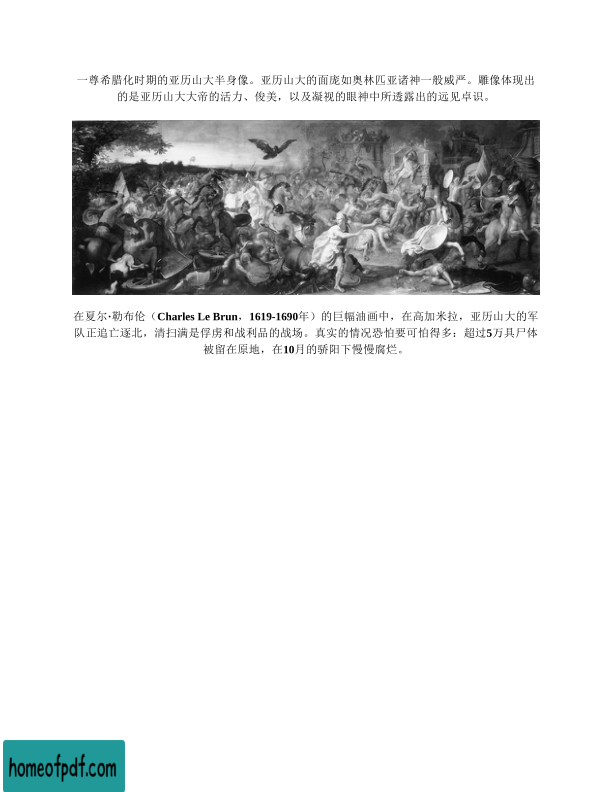 一尊希腊化时期的亚历山大半身像。亚历山大的面庞如奥林匹亚诸神一般威严。雕像体现出
的是亚历山大大帝的活力、俊美，以及凝视的眼神中所透露出的远见卓识。
在夏尔·勒布伦（Charles Le Brun，1619-1690年）的巨幅油画中，在高加米拉，亚历山大的军
队正追亡逐北，清扫满是俘虏和战利品的战场。真实的情况恐怕要可怕得多：超过5万具尸体
被留在原地，在10月的骄阳下慢慢腐烂。
homeofpdf.com